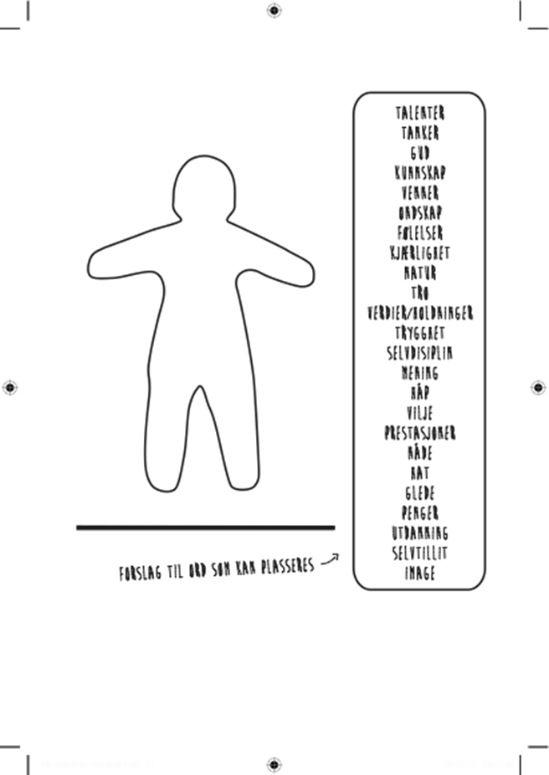 TALENTER
TANKER
GUD
KUNNSKAP
VENNER
ONDSKAP
FØLELSER
KJÆRLIGHET
NATUR
TRO
VERDIER/HOLDNINGER
TRYGGHET
SELVDISIPLIN
MENING
HÅP
VILJE
PRESTASJONER
NÅDE
HAT
GLEDE
PENGER
UTDANNING
SELVTILLIT
IMAGE
FORSLAG TIL ORD SOM KAN PLASSERES